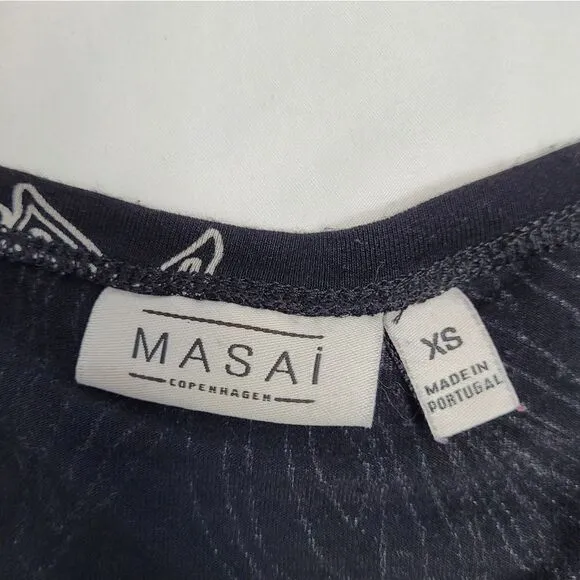 MASAi
COPENHAGEN
XS
MADE IN
PORTUGAL